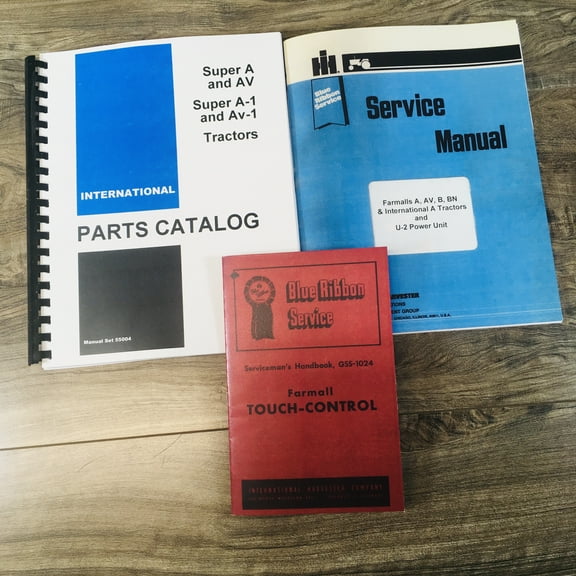 Super A
and AV
Super A-1
and Av-1
Tractors
INTERNATIONAL
PARTS CATALOG
Manual Set 55004
IH
Blue
Ribbon
Service
Service
Manual
Farmalls A, AV, B, BN
& International A Tractors
and
U-2 Power Unit
Blue Ribbon
Service
Serviceman's Handbook, GSS-1024
Farmall
TOUCH-CONTROL
INTERNATIONAL HARVESTER COMPANY